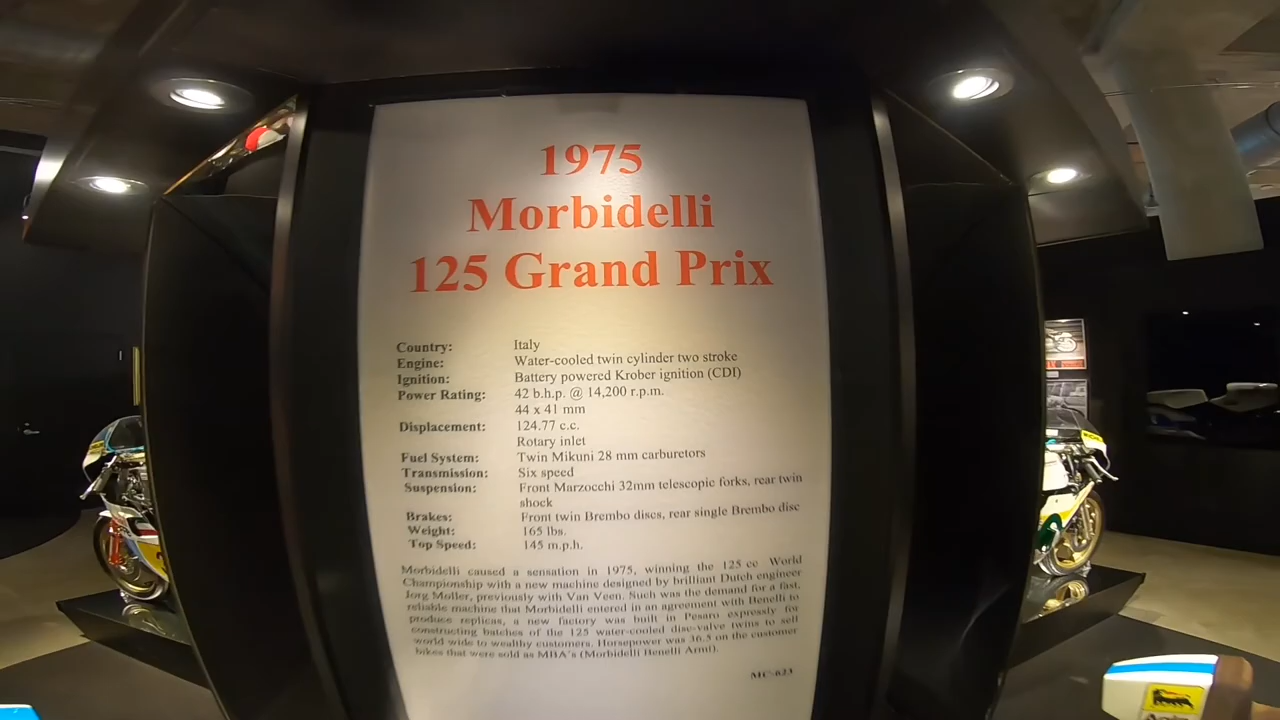 1975
Morbidelli
125 Grand Prix
Country: Italy
Engine: Water-cooled twin cylinder two stroke
Ignition: Battery powered Krober ignition (CDI)
Power Rating: 42 b.h.p. @ 14,200 r.p.m.
44 x 41 mm
Displacement: 124.77 c.c.
Rotary inlet
Fuel System: Twin Mikuni 28 mm carburetors
Transmission: Six speed
Suspension: Front Marzocchi 32mm telescopic forks, rear twin
shock
Brakes: Front twin Brembo discs, rear single Brembo disc
Weight: 165 lbs.
Top Speed: 145 m.p.h.
Morbidelli caused a sensation in 1975, winning the 125 cc World
Championship with a new machine designed by brilliant Dutch engineer
Jorg Moller, previously with Van Veen. Such was the demand for a fast,
reliable machine that Morbidelli entered in an agreement with Benelli to
produce replicas, a new factory was built in Pesaro expressly for
constructing batches of the 125 water-cooled disc-valve twins to sell
world wide to wealthy customers. Horsepower was 36.5 on the customer
bikes that were sold as MBA's (Morbidelli Benelli Armi).
MC-623